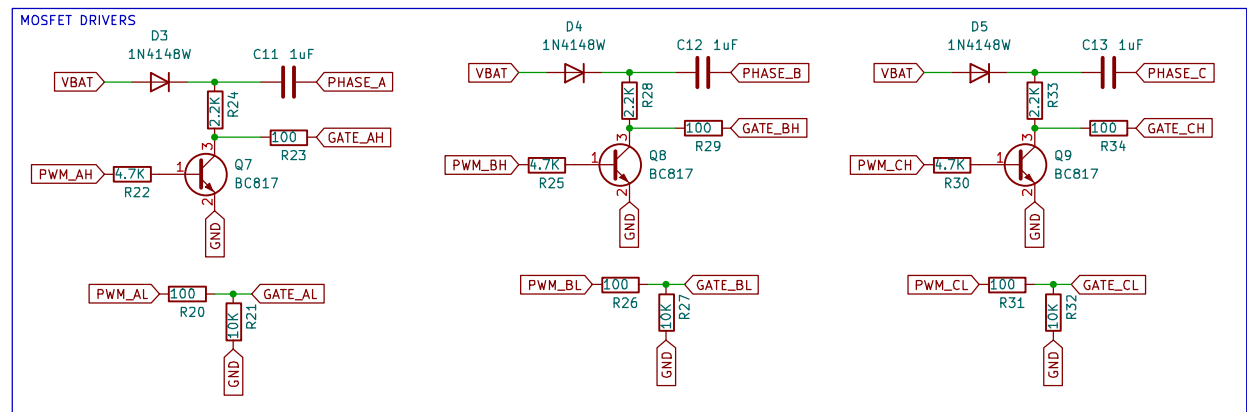 MOSFET DRIVERS
D3
1N4148W
C11 1uF
VBAT
PHASE_A
2.2K
R24
3
100
GATE_AH
R23
PWM_AH
4.7K
R22
1
Q7
BC817
2
GND
PWM_AL
100
R20
GATE_AL
10K
R21
GND
D4
1N4148W
C12 1uF
VBAT
PHASE_B
2.2K
R28
3
100
GATE_BH
R29
PWM_BH
4.7K
R25
1
Q8
BC817
2
GND
PWM_BL
100
R26
GATE_BL
10K
R27
GND
D5
1N4148W
C13 1uF
VBAT
PHASE_C
2.2K
R33
3
100
GATE_CH
R34
PWM_CH
4.7K
R30
1
Q9
BC817
2
GND
PWM_CL
100
R31
GATE_CL
10K
R32
GND